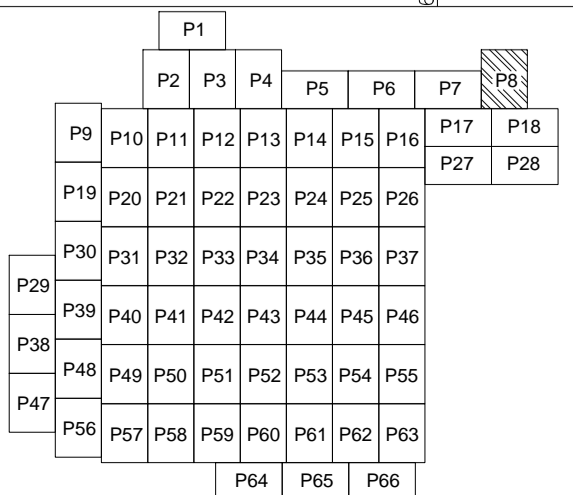 P1
P2 P3 P4 P5 P6 P7 P8
P9 P10 P11 P12 P13 P14 P15 P16 P17 P18
P27 P28
P19 P20 P21 P22 P23 P24 P25 P26
P29 P30 P31 P32 P33 P34 P35 P36 P37
P38 P39 P40 P41 P42 P43 P44 P45 P46
P47 P48 P49 P50 P51 P52 P53 P54 P55
P56 P57 P58 P59 P60 P61 P62 P63
P64 P65 P66